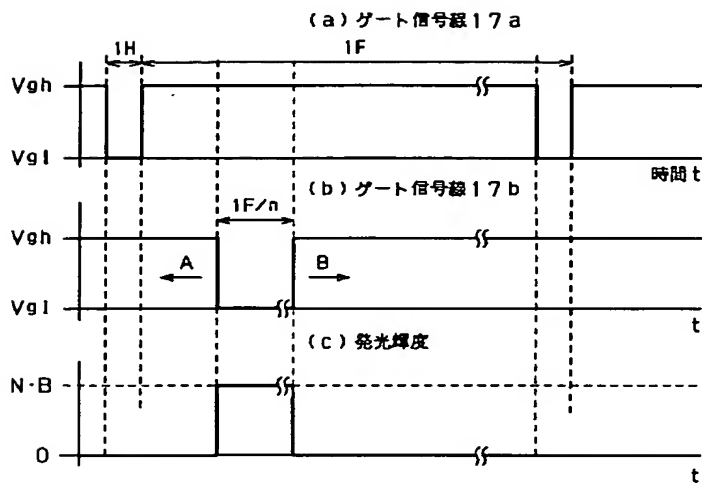 (a) ゲート信号線17a
1H
1F
Vgh
Vgl
時間t
(b) ゲート信号線17b
1F/n
Vgh
A
B
Vgl
t
(c) 発光輝度
N·B
0
t